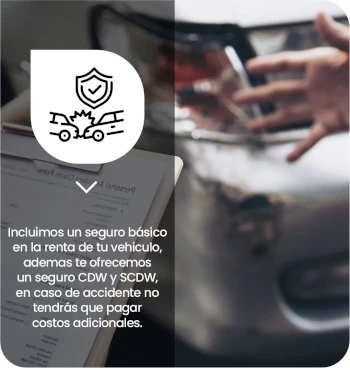 Incluimos un seguro básico
en la renta de tu vehiculo,
ademas te ofrecemos
un seguro CDW y SCDW,
en caso de accidente no
tendrás que pagar
costos adicionales.